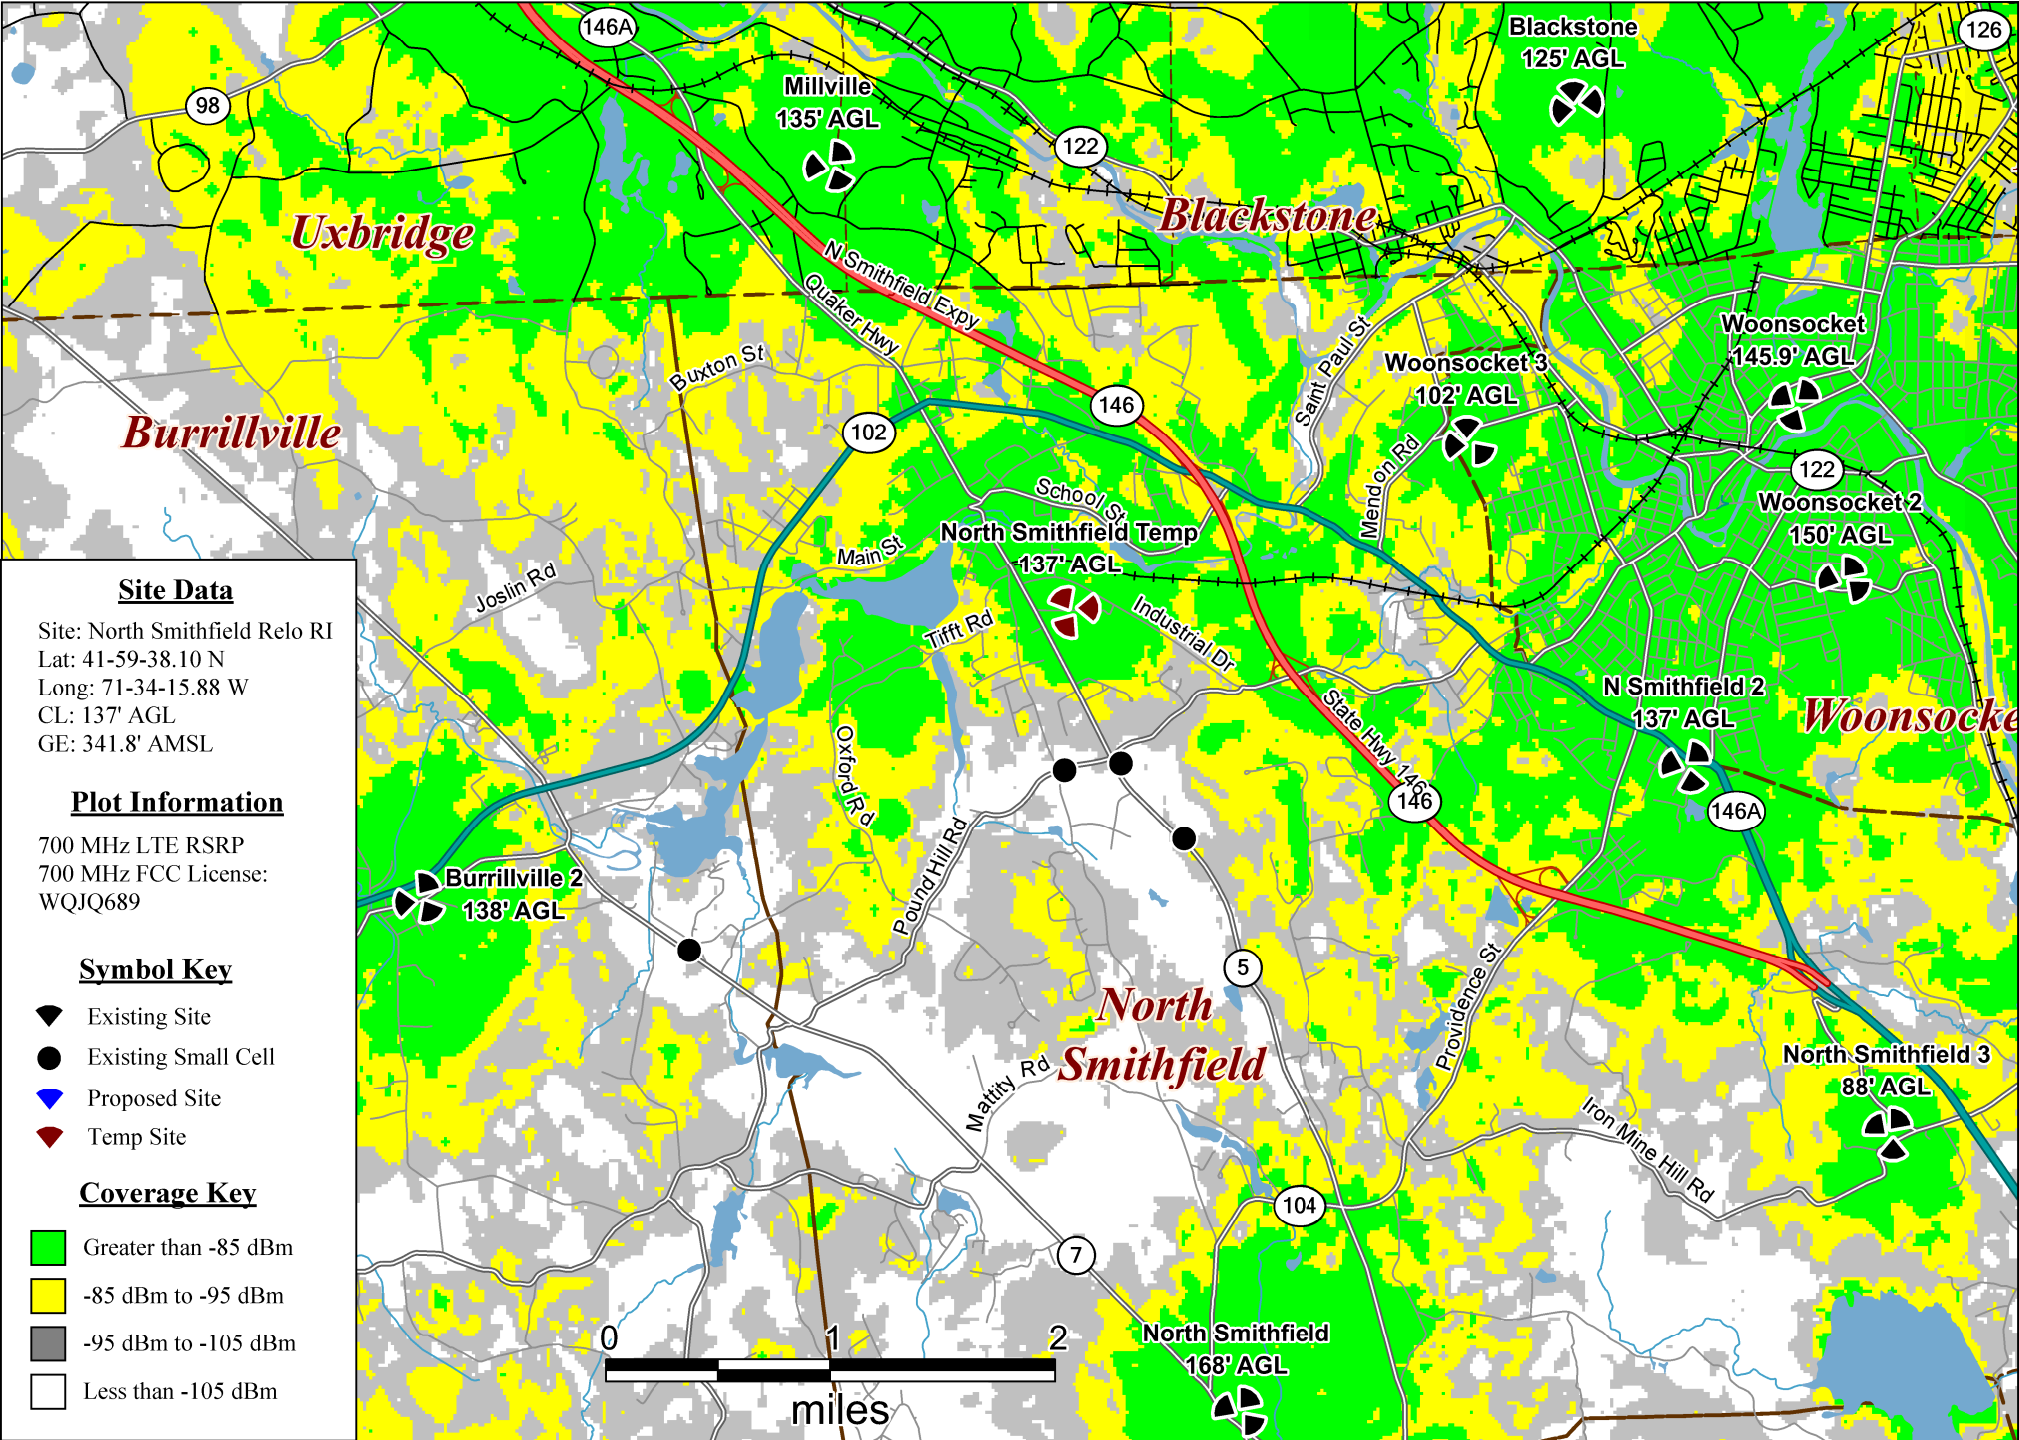 146A
98
Millville
135' AGL
122
Blackstone
125' AGL
126
Uxbridge
Blackstone
N Smithfield Expy
Quaker Hwy
Buxton St
Saint Paul St
Woonsocket
145.9' AGL
Woonsocket 3
102' AGL
146
102
Burrillville
Mendon Rd
122
School St
Woonsocket 2
150' AGL
North Smithfield Temp
137' AGL
Main St
Joslin Rd
Tifft Rd
Industrial Dr
N Smithfield 2
137' AGL
Woonsocke
State Hwy 146
146
146A
Oxford Rd
Pound Hill Rd
Burrillville 2
138' AGL
5
Providence St
North
Smithfield
Mattity Rd
North Smithfield 3
88' AGL
Iron Mine Hill Rd
104
7
North Smithfield
168' AGL
0 1 2
miles
Site Data
Site: North Smithfield Relo RI
Lat: 41-59-38.10 N
Long: 71-34-15.88 W
CL: 137' AGL
GE: 341.8' AMSL
Plot Information
700 MHz LTE RSRP
700 MHz FCC License:
WQJQ689
Symbol Key
Existing Site
Existing Small Cell
Proposed Site
Temp Site
Coverage Key
Greater than -85 dBm
-85 dBm to -95 dBm
-95 dBm to -105 dBm
Less than -105 dBm